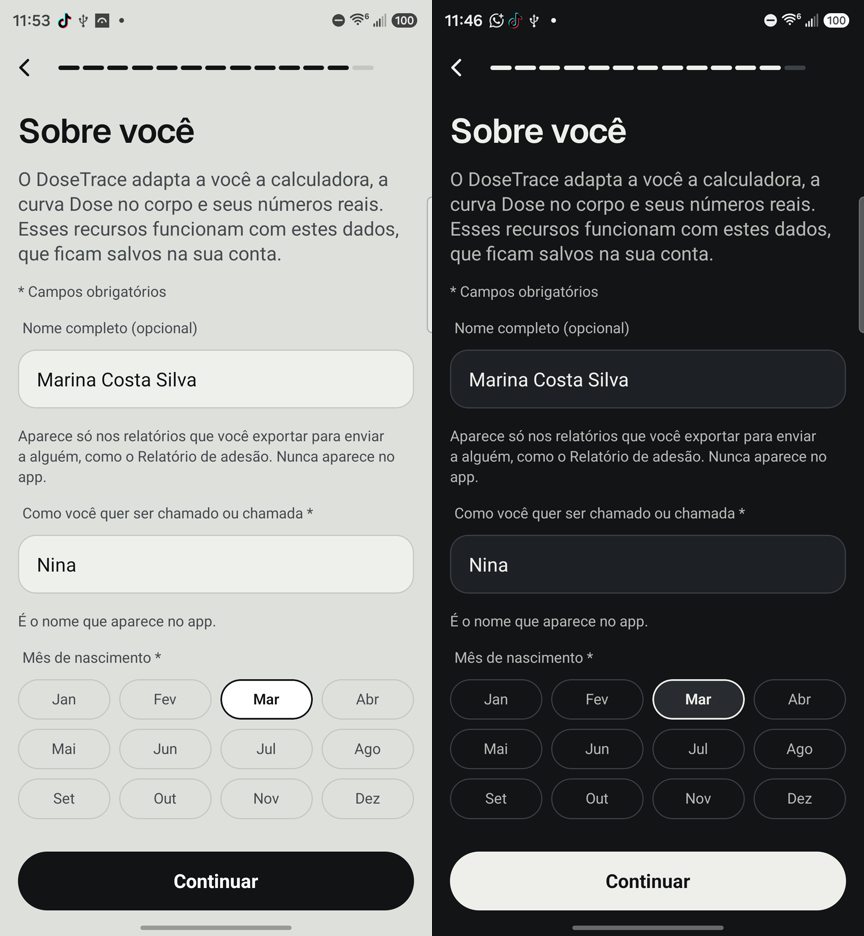 11:53
6
100
Sobre você
O DoseTrace adapta a você a calculadora, a
curva Dose no corpo e seus números reais.
Esses recursos funcionam com estes dados,
que ficam salvos na sua conta.
* Campos obrigatórios
Nome completo (opcional)
Marina Costa Silva
Aparece só nos relatórios que você exportar para enviar
a alguém, como o Relatório de adesão. Nunca aparece no
app.
Como você quer ser chamado ou chamada *
Nina
É o nome que aparece no app.
Mês de nascimento *
Jan Fev Mar Abr
Mai Jun Jul Ago
Set Out Nov Dez
Continuar
11:46
6
100
Sobre você
O DoseTrace adapta a você a calculadora, a
curva Dose no corpo e seus números reais.
Esses recursos funcionam com estes dados,
que ficam salvos na sua conta.
* Campos obrigatórios
Nome completo (opcional)
Marina Costa Silva
Aparece só nos relatórios que você exportar para enviar
a alguém, como o Relatório de adesão. Nunca aparece no
app.
Como você quer ser chamado ou chamada *
Nina
É o nome que aparece no app.
Mês de nascimento *
Jan Fev Mar Abr
Mai Jun Jul Ago
Set Out Nov Dez
Continuar